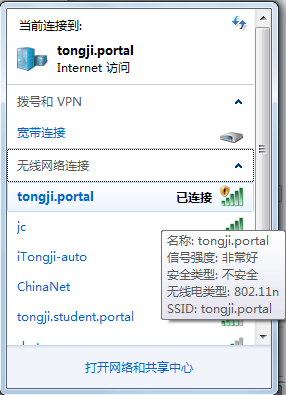 当前连接到:
tongji.portal
Internet 访问
拨号和 VPN
宽带连接
无线网络连接
tongji.portal 已连接
jc
iTongji-auto
ChinaNet
tongji.student.portal
名称: tongji.portal
信号强度: 非常好
安全类型: 不安全
无线电类型: 802.11n
SSID: tongji.portal
打开网络和共享中心